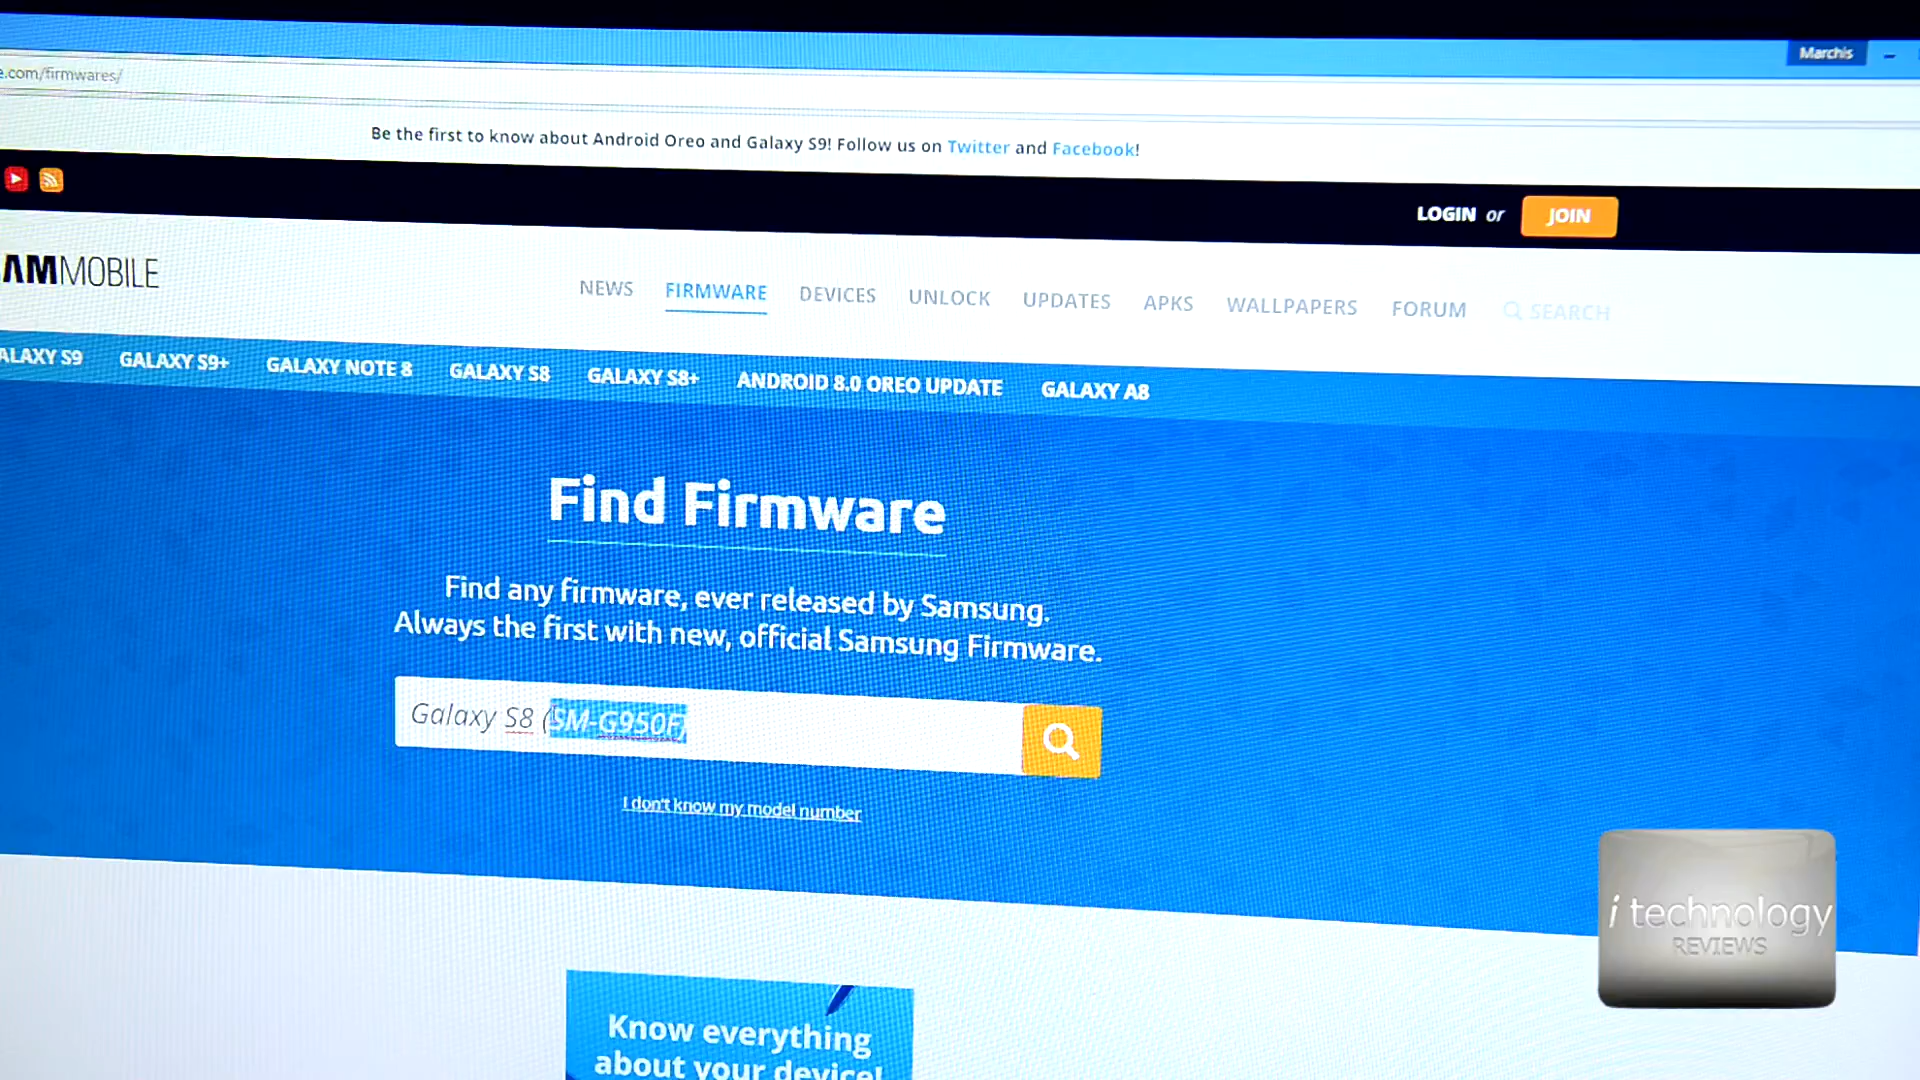 Marchis
e.com/firmwares/
Be the first to know about Android Oreo and Galaxy S9! Follow us on Twitter and Facebook!
LOGIN or JOIN
AMMOBILE
NEWS FIRMWARE DEVICES UNLOCK UPDATES APKS WALLPAPERS FORUM SEARCH
ALAXY S9 GALAXY S9+ GALAXY NOTE 8 GALAXY S8 GALAXY S8+ ANDROID 8.0 OREO UPDATE GALAXY A8
Find Firmware
Find any firmware, ever released by Samsung.
Always the first with new, official Samsung Firmware.
Galaxy S8 (SM-G950F)
I don't know my model number
i technology
REVIEWS
Know everything
about your device!